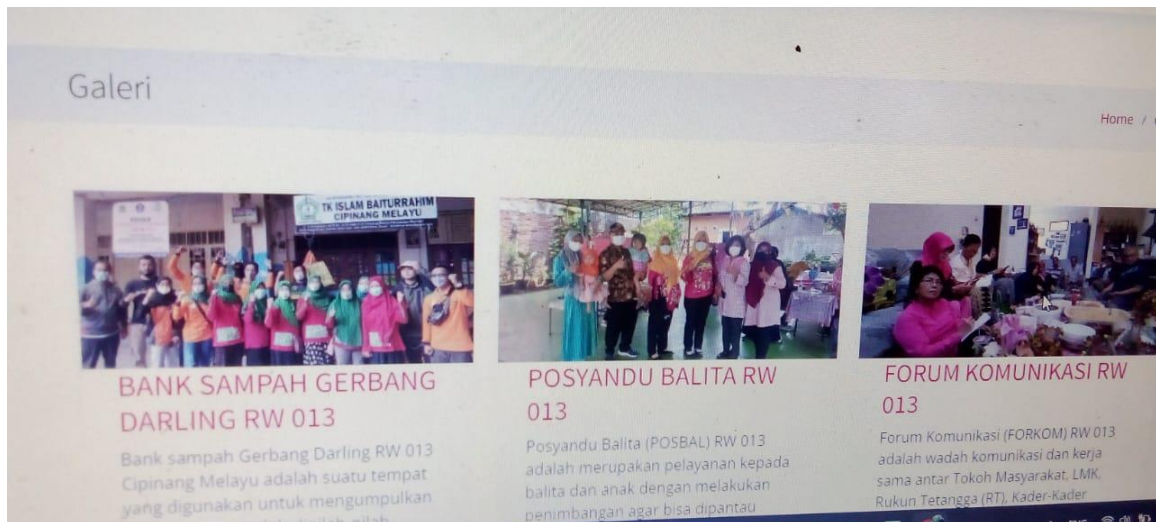 Galeri
Home /
TK ISLAM BAITURRAHIM
CIPINANG MELAYU
BANK SAMPAH GERBANG
DARLING RW 013
Bank sampah Gerbang Darling RW 013
Cipinang Melayu adalah suatu tempat
yang digunakan untuk mengumpulkan
POSYANDU BALITA RW
013
Posyandu Balita (POSBAL) RW 013
adalah merupakan pelayanan kepada
balita dan anak dengan melakukan
penimbangan agar bisa dipantau
FORUM KOMUNIKASI RW
013
Forum Komunikasi (FORKOM) RW 013
adalah wadah komunikasi dan kerja
sama antar Tokoh Masyarakat, LMK,
Rukun Tetangga (RT), Kader-Kader